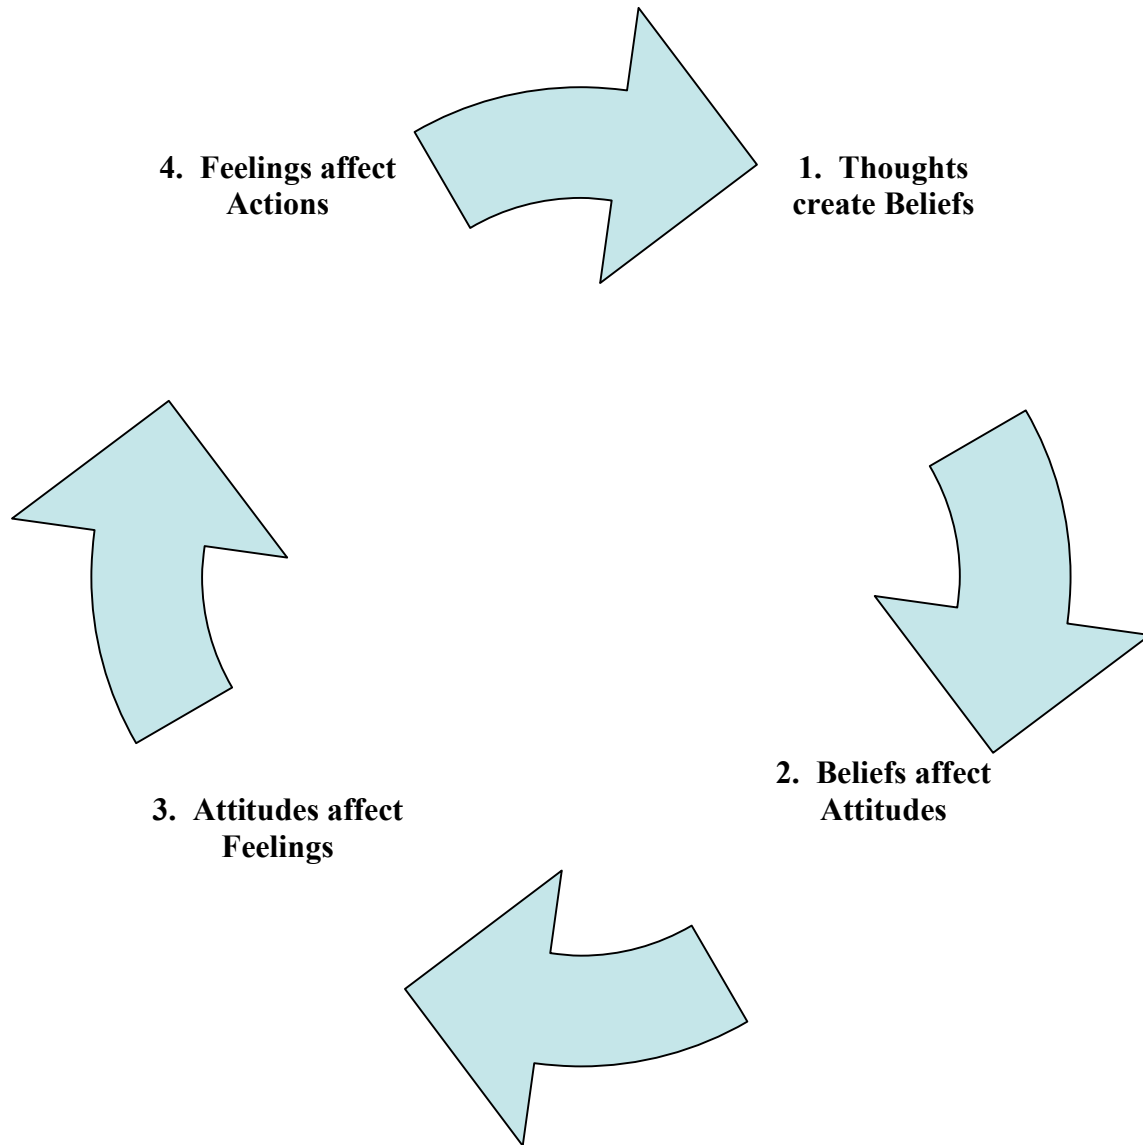 1. Thoughts
create Beliefs
2. Beliefs affect
Attitudes
3. Attitudes affect
Feelings
4. Feelings affect
Actions